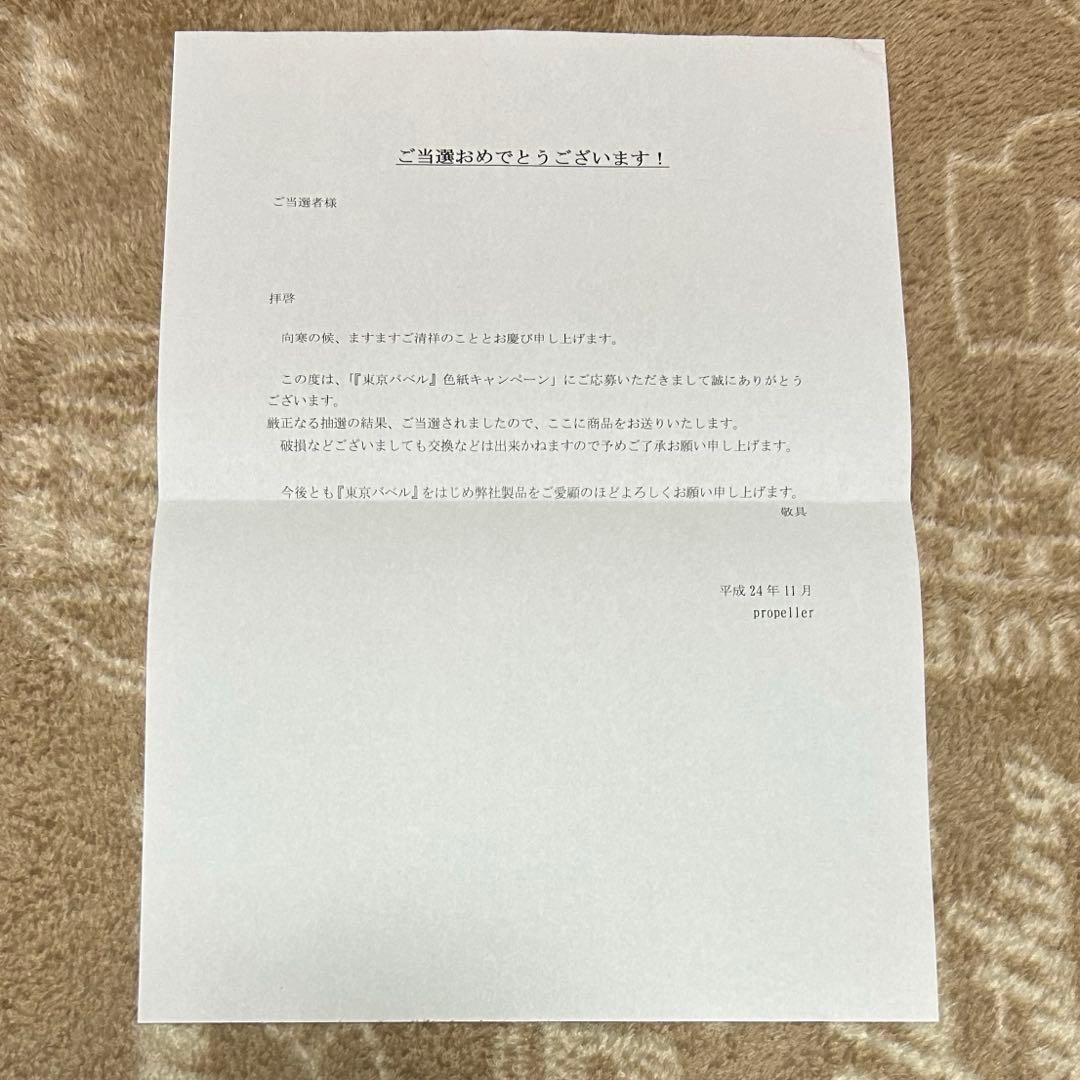 ご当選おめでとうございます！
ご当選者様
拝啓
向寒の候、ますますご清祥のこととお慶び申し上げます。
この度は、「『東京バベル』色紙キャンペーン」にご応募いただきまして誠にありがとう
ございます。
厳正なる抽選の結果、ご当選されましたので、ここに商品をお送りいたします。
破損などございましても交換などは出来かねますので予めご了承お願い申し上げます。
今後とも『東京バベル』をはじめ弊社製品をご愛顧のほどよろしくお願い申し上げます。
敬具
平成 24 年 11 月
propeller